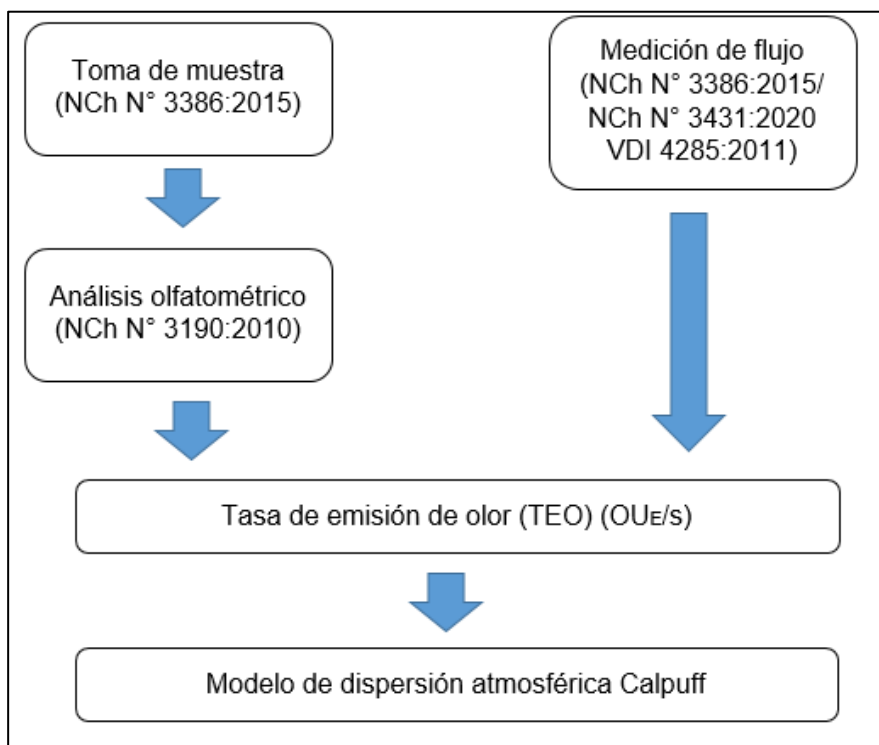 Toma de muestra
(NCh N° 3386:2015)
Medición de flujo
(NCh N° 3386:2015/
NCh N° 3431:2020
VDI 4285:2011)
Análisis olfatométrico
(NCh N° 3190:2010)
Tasa de emisión de olor (TEO) (OUE/s)
Modelo de dispersión atmosférica Calpuff